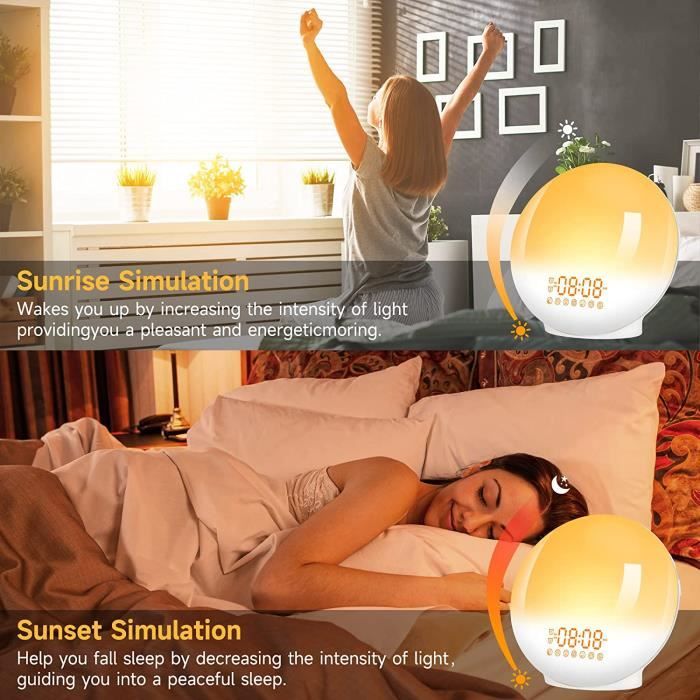 08:08
Sunrise Simulation
Wakes you up by increasing the intensity of light
providingyou a pleasant and energeticmoring.
08:08
Sunset Simulation
Help you fall sleep by decreasing the intensity of light,
guiding you into a peaceful sleep.